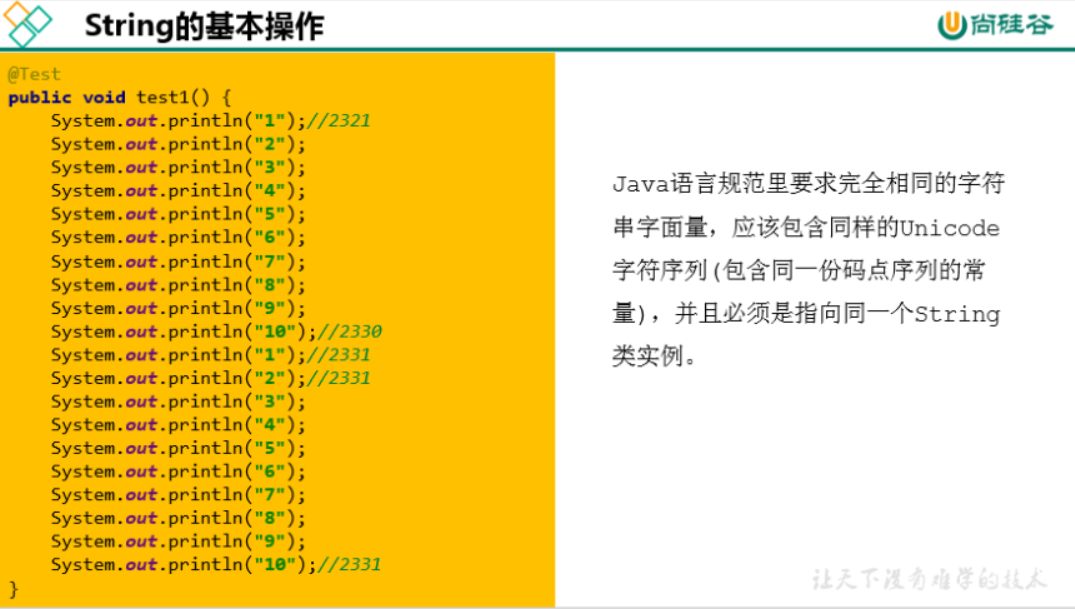 String的基本操作
尚硅谷
@Test
public void test1() {
    System.out.println("1");//2321
    System.out.println("2");
    System.out.println("3");
    System.out.println("4");
    System.out.println("5");
    System.out.println("6");
    System.out.println("7");
    System.out.println("8");
    System.out.println("9");
    System.out.println("10");//2330
    System.out.println("1");//2331
    System.out.println("2");//2331
    System.out.println("3");
    System.out.println("4");
    System.out.println("5");
    System.out.println("6");
    System.out.println("7");
    System.out.println("8");
    System.out.println("9");
    System.out.println("10");//2331
}
Java语言规范里要求完全相同的字符
串字面量，应该包含同样的Unicode
字符序列(包含同一份码点序列的常
量)，并且必须是指向同一个String
类实例。
让天下没有难学的技术